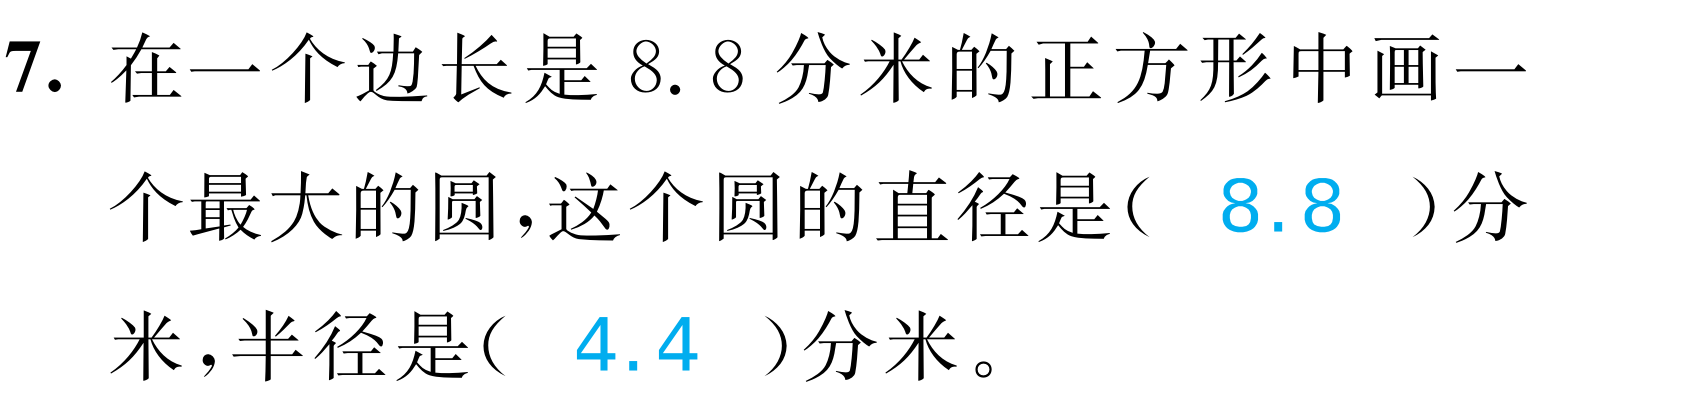 7. 在一个边长是 8.8 分米的正方形中画一
个最大的圆,这个圆的直径是( 8.8 )分
米,半径是( 4.4 )分米。